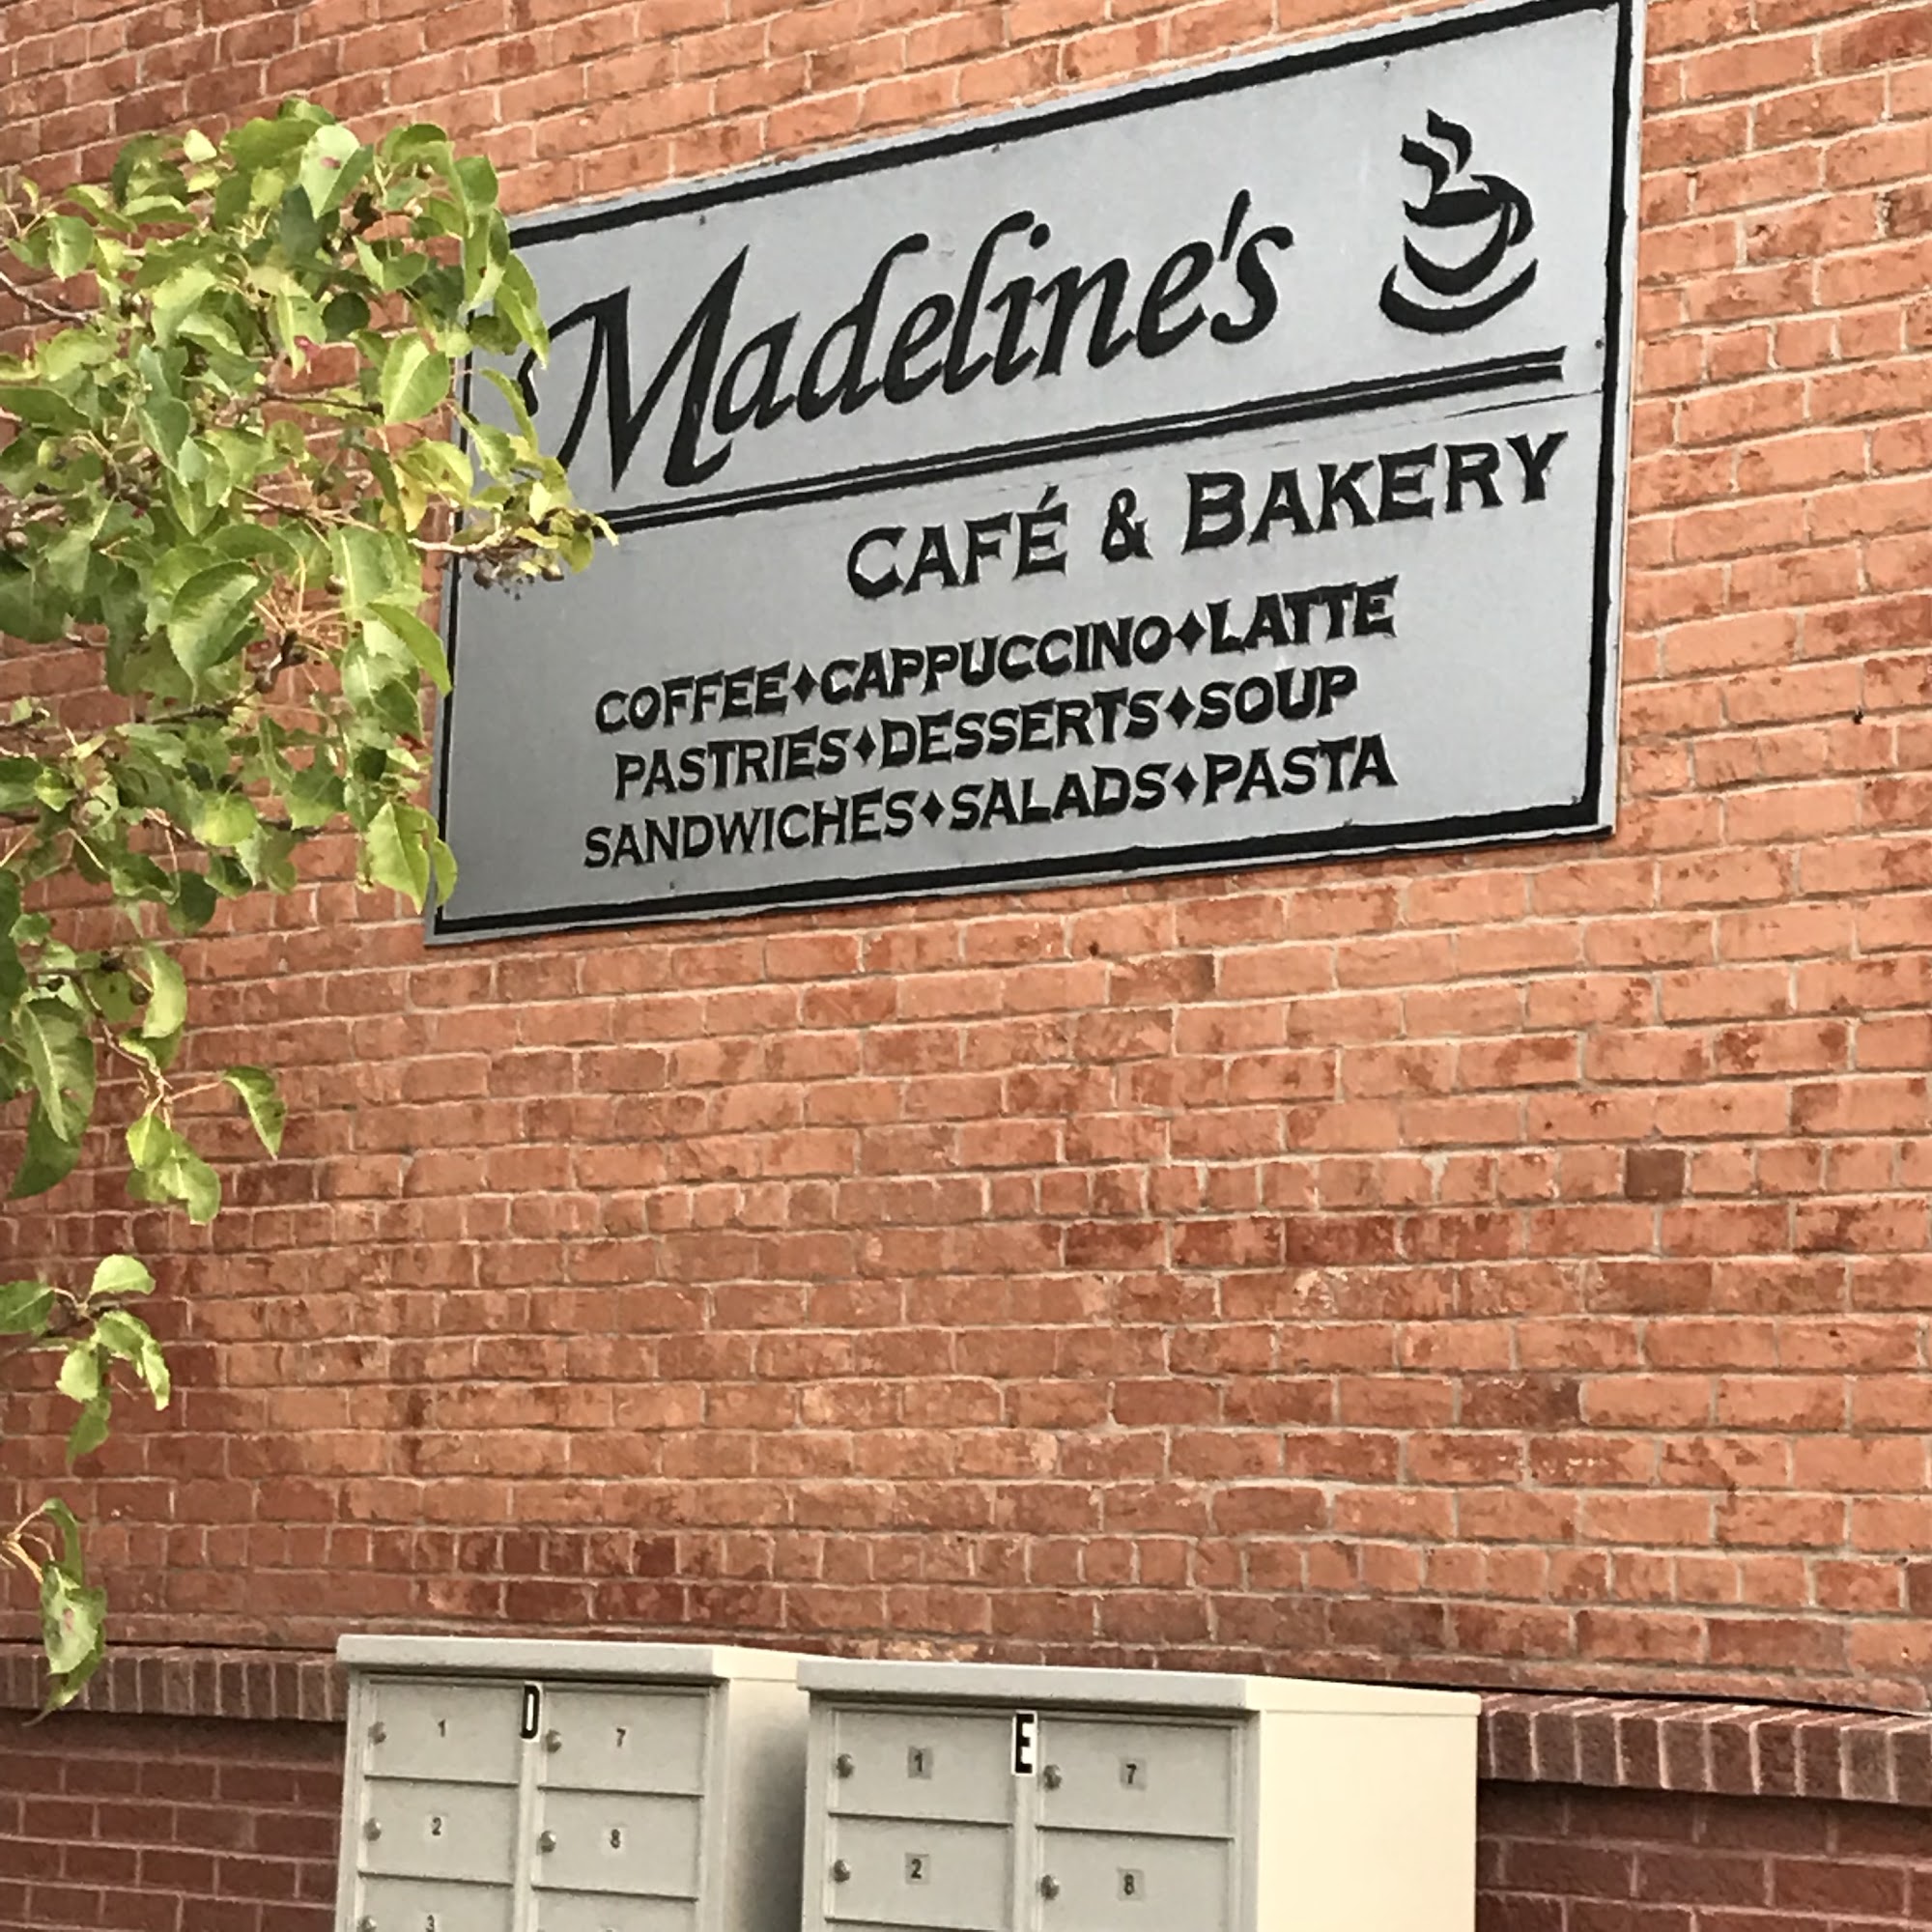 Madeline's
CAFÉ & BAKERY
COFFEE♦CAPPUCCINO♦LATTE
PASTRIES♦DESSERTS♦SOUP
SANDWICHES♦SALADS♦PASTA
D
1 7
2 8
3
E
1 7
2 8